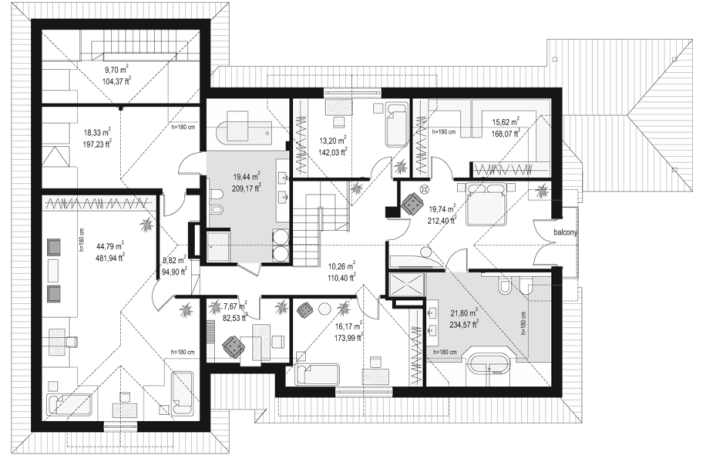 9,70 m²
104,37 ft²
18,33 m²
197,23 ft²
h=180 cm
19,44 m²
209,17 ft²
13,20 m²
142,03 ft²
h=180 cm
15,62 m²
168,07 ft²
19,74 m²
212,40 ft²
balcony
h=180 cm
44,79 m²
481,94 ft²
8,82 m²
94,90 ft²
10,26 m²
110,40 ft²
7,67 m²
82,53 ft²
16,17 m²
173,99 ft²
21,80 m²
234,57 ft²
h=180 cm
h=180 cm
h=180 cm